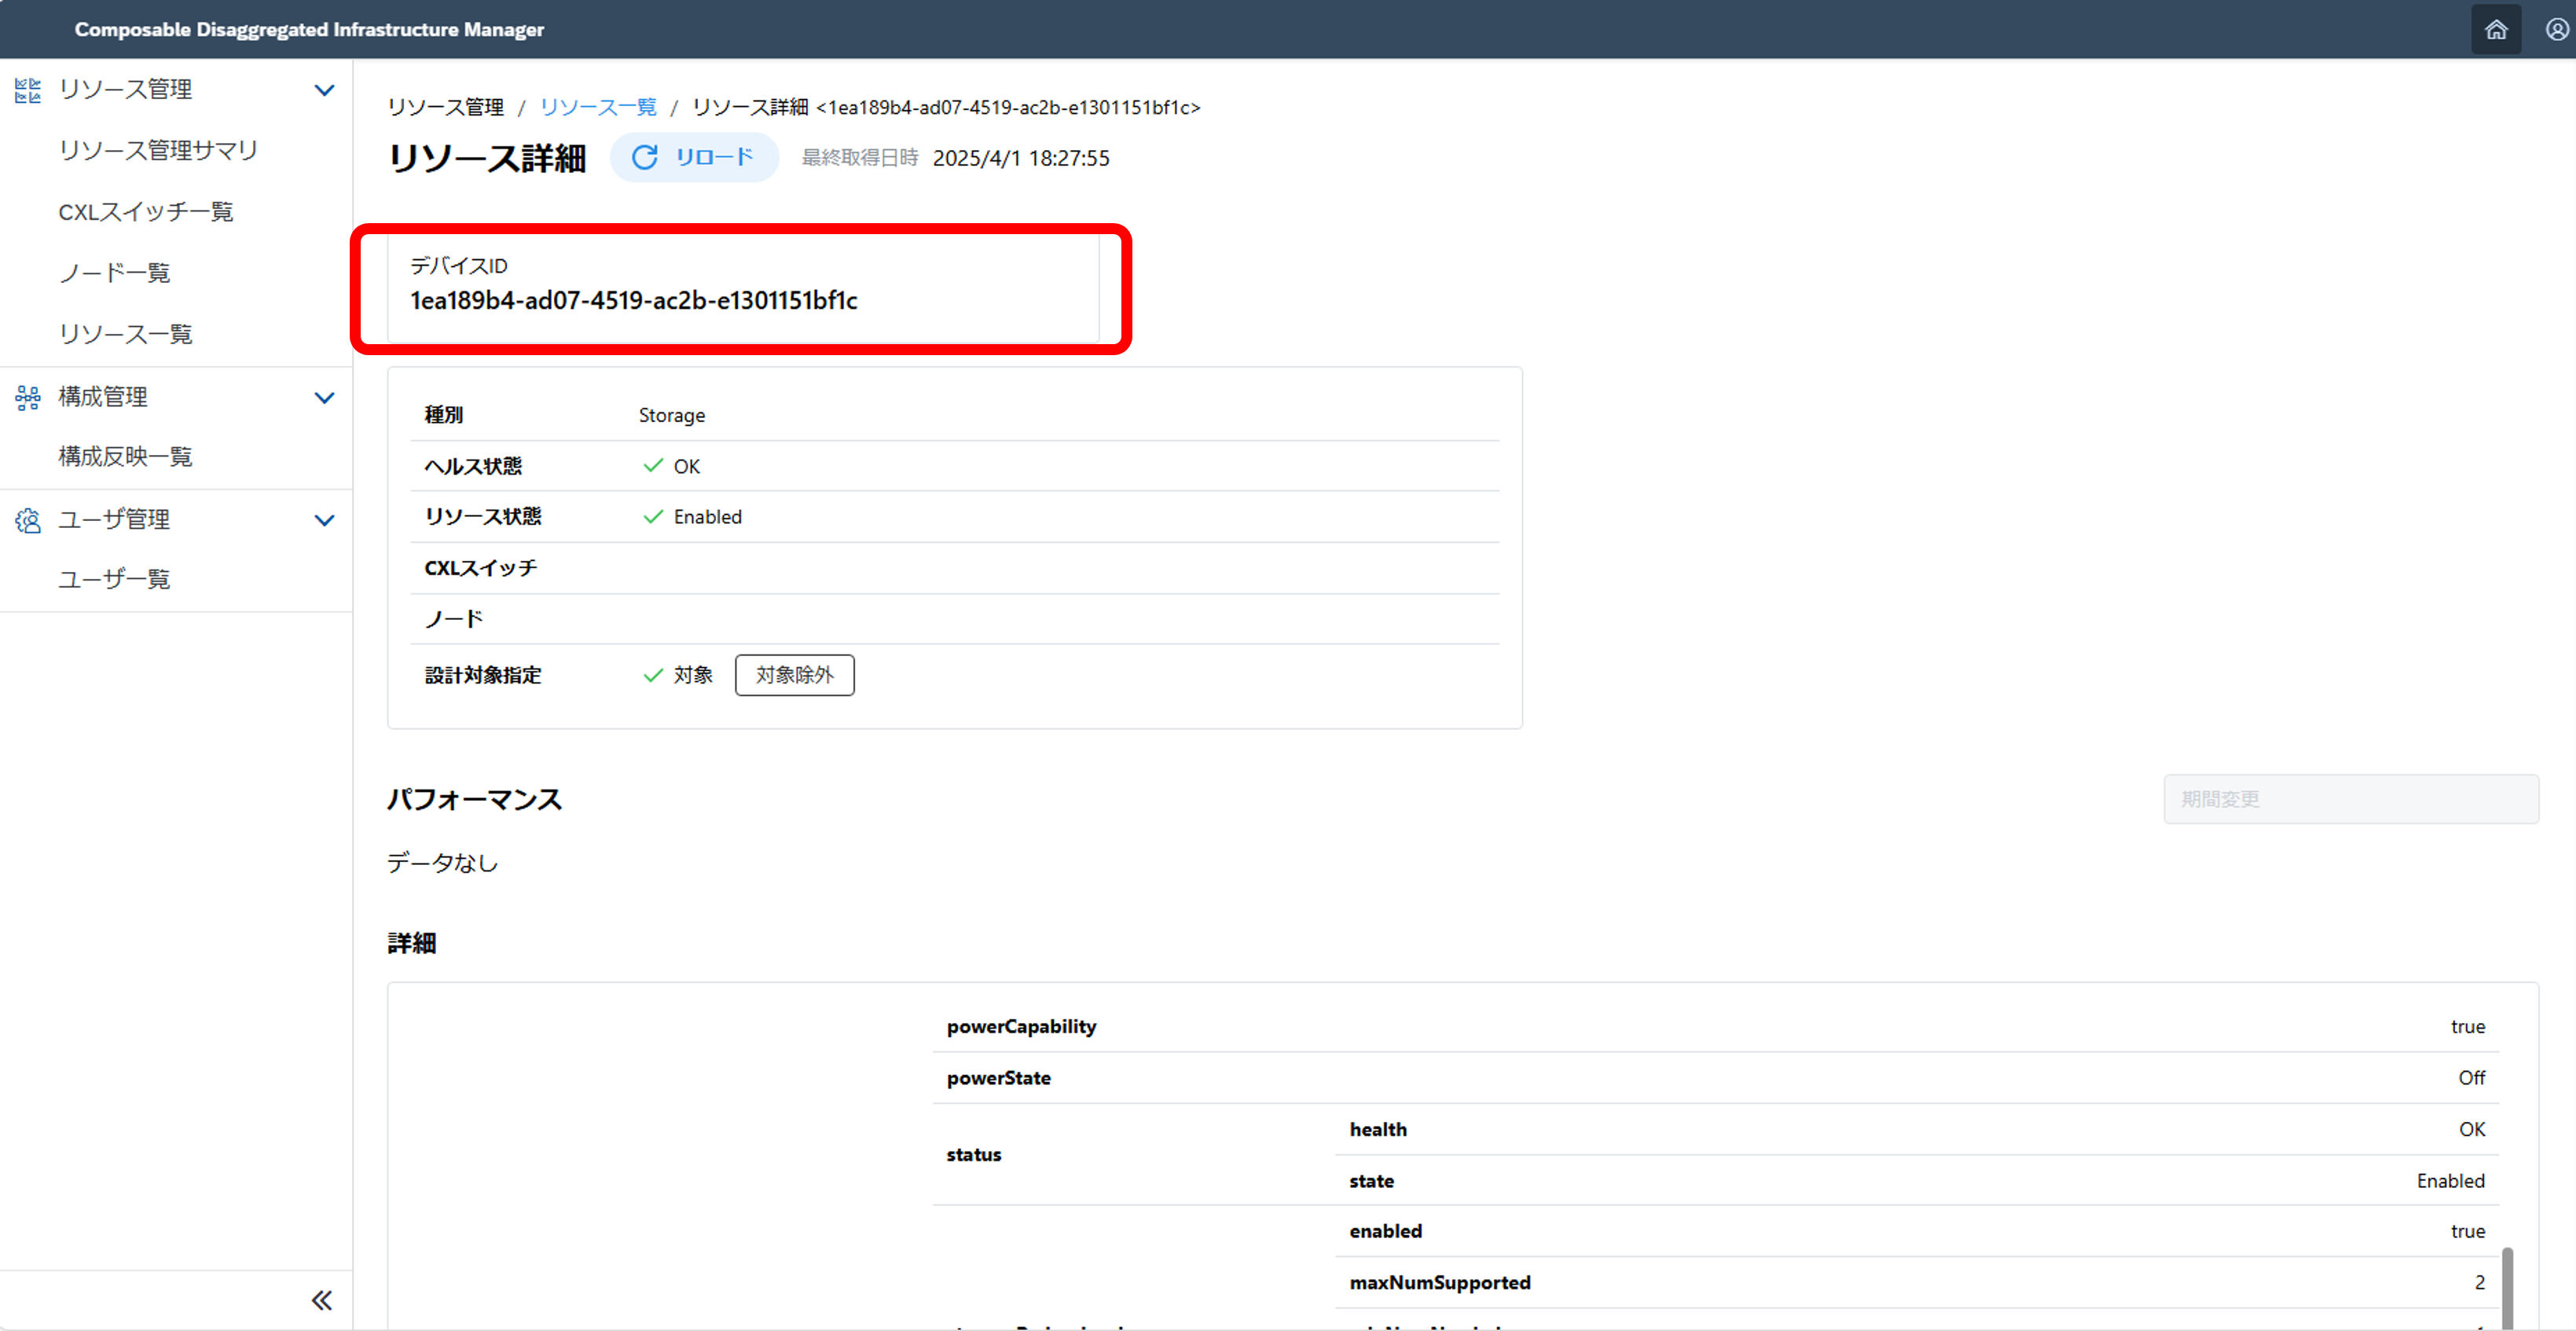 Composable Disaggregated Infrastructure Manager
リソース管理
リソース管理サマリ
CXLスイッチ一覧
ノード一覧
リソース一覧
構成管理
構成反映一覧
ユーザ管理
ユーザ一覧
リソース管理 / リソース一覧 / リソース詳細 <1ea189b4-ad07-4519-ac2b-e1301151bf1c>
リソース詳細 リロード 最終取得日時 2025/4/1 18:27:55
デバイスID
1ea189b4-ad07-4519-ac2b-e1301151bf1c
種別 Storage
ヘルス状態 OK
リソース状態 Enabled
CXLスイッチ
ノード
設計対象指定 対象 対象除外
パフォーマンス 期間変更
データなし
詳細
powerCapability true
powerState Off
status
health OK
state Enabled
enabled true
maxNumSupported 2